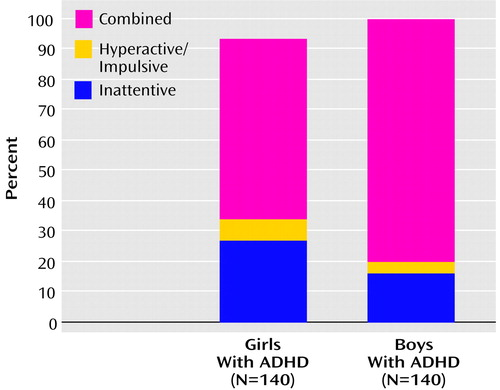 Combined
Hyperactive/
Impulsive
Inattentive
Percent
100
90
80
70
60
50
40
30
20
10
0
Girls
With ADHD
(N=140)
Boys
With ADHD
(N=140)